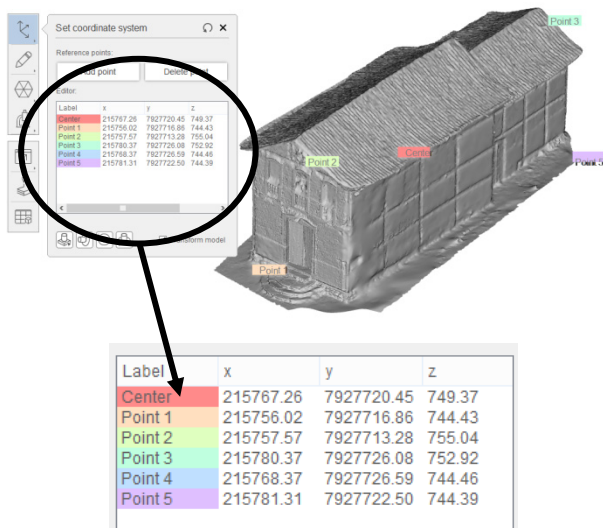 Set coordinate system
Reference points:
Add point Delete point
Editor:
Label x y z
Center 215767.26 7927720.45 749.37
Point 1 215756.02 7927716.86 744.43
Point 2 215757.57 7927713.28 755.04
Point 3 215780.37 7927726.08 752.92
Point 4 215768.37 7927726.59 744.46
Point 5 215781.31 7927722.50 744.39
Transform model
Point 3
Center
Point 2
Point 5
Point 1
Label x y z
Center 215767.26 7927720.45 749.37
Point 1 215756.02 7927716.86 744.43
Point 2 215757.57 7927713.28 755.04
Point 3 215780.37 7927726.08 752.92
Point 4 215768.37 7927726.59 744.46
Point 5 215781.31 7927722.50 744.39